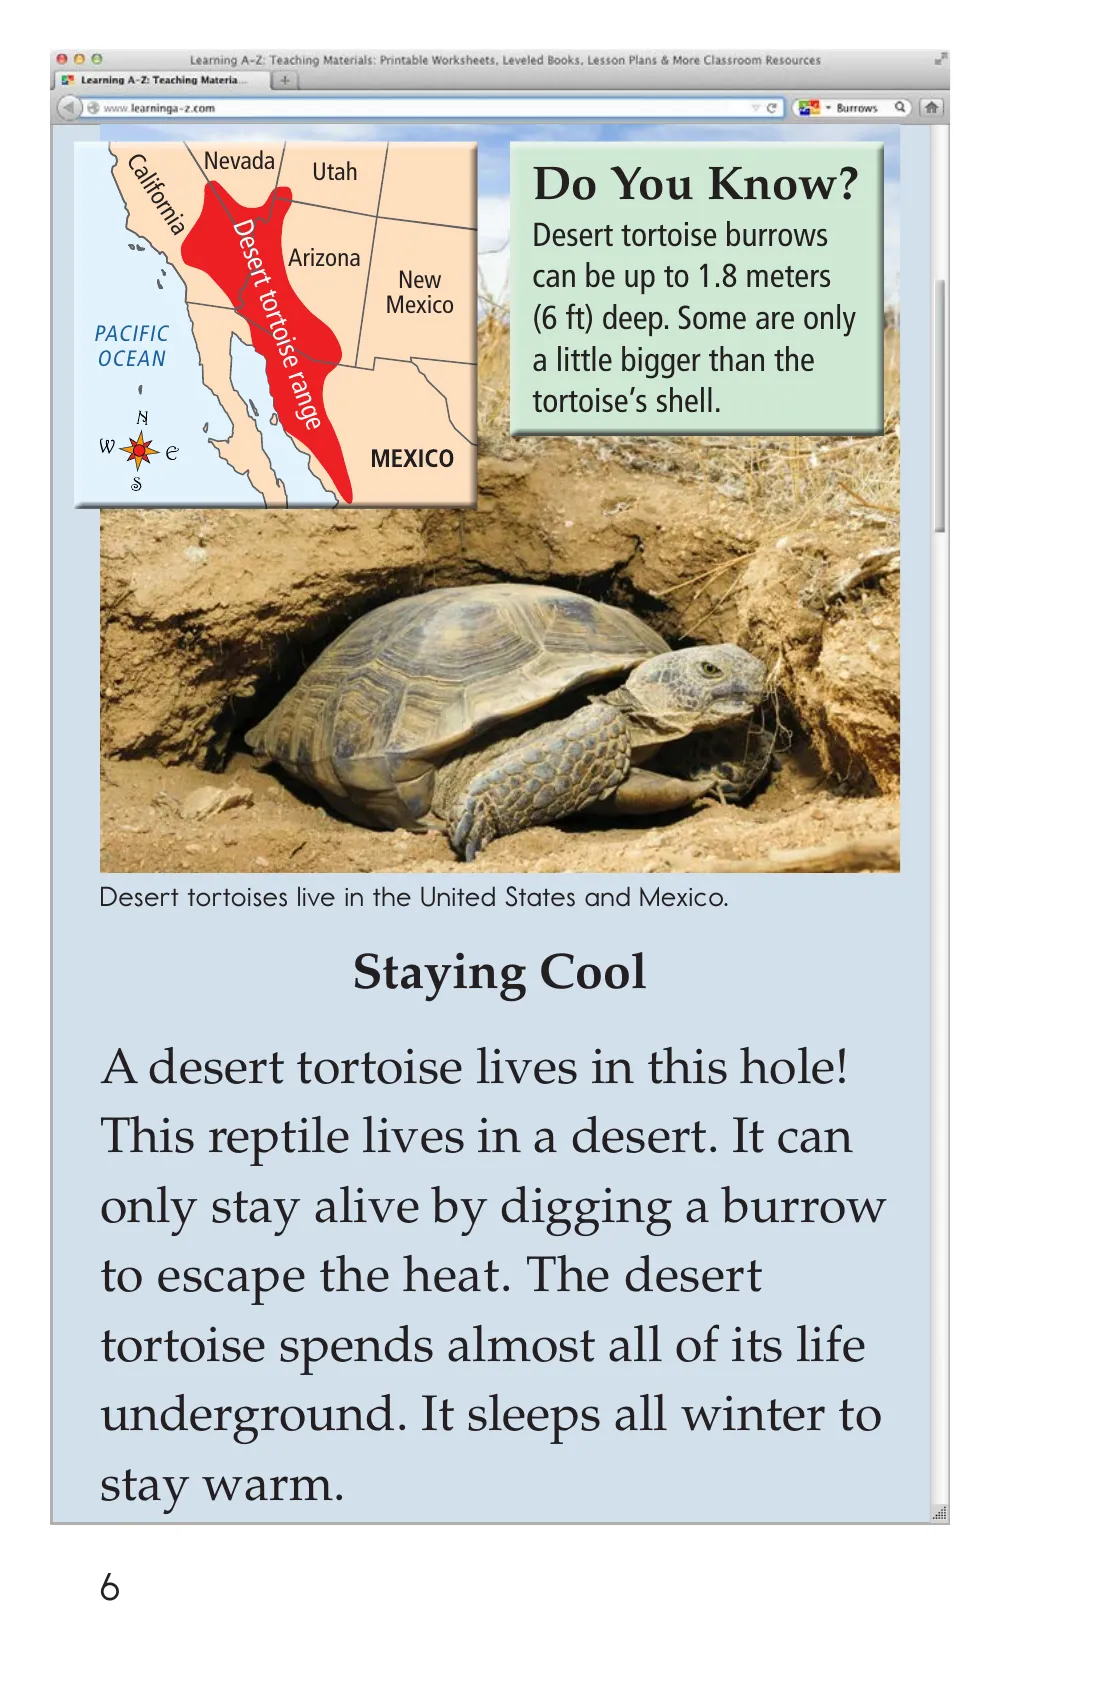 Learning A-Z: Teaching Materials: Printable Worksheets, Leveled Books, Lesson Plans & More Classroom Resources
Learning A-Z: Teaching Materia...
www.learninga-z.com
Burrows
California
Nevada
Utah
Arizona
New
Mexico
Desert tortoise range
PACIFIC
OCEAN
N
W
E
S
MEXICO
Do You Know?
Desert tortoise burrows
can be up to 1.8 meters
(6 ft) deep. Some are only
a little bigger than the
tortoise's shell.
Desert tortoises live in the United States and Mexico.
Staying Cool
A desert tortoise lives in this hole!
This reptile lives in a desert. It can
only stay alive by digging a burrow
to escape the heat. The desert
tortoise spends almost all of its life
underground. It sleeps all winter to
stay warm.
6